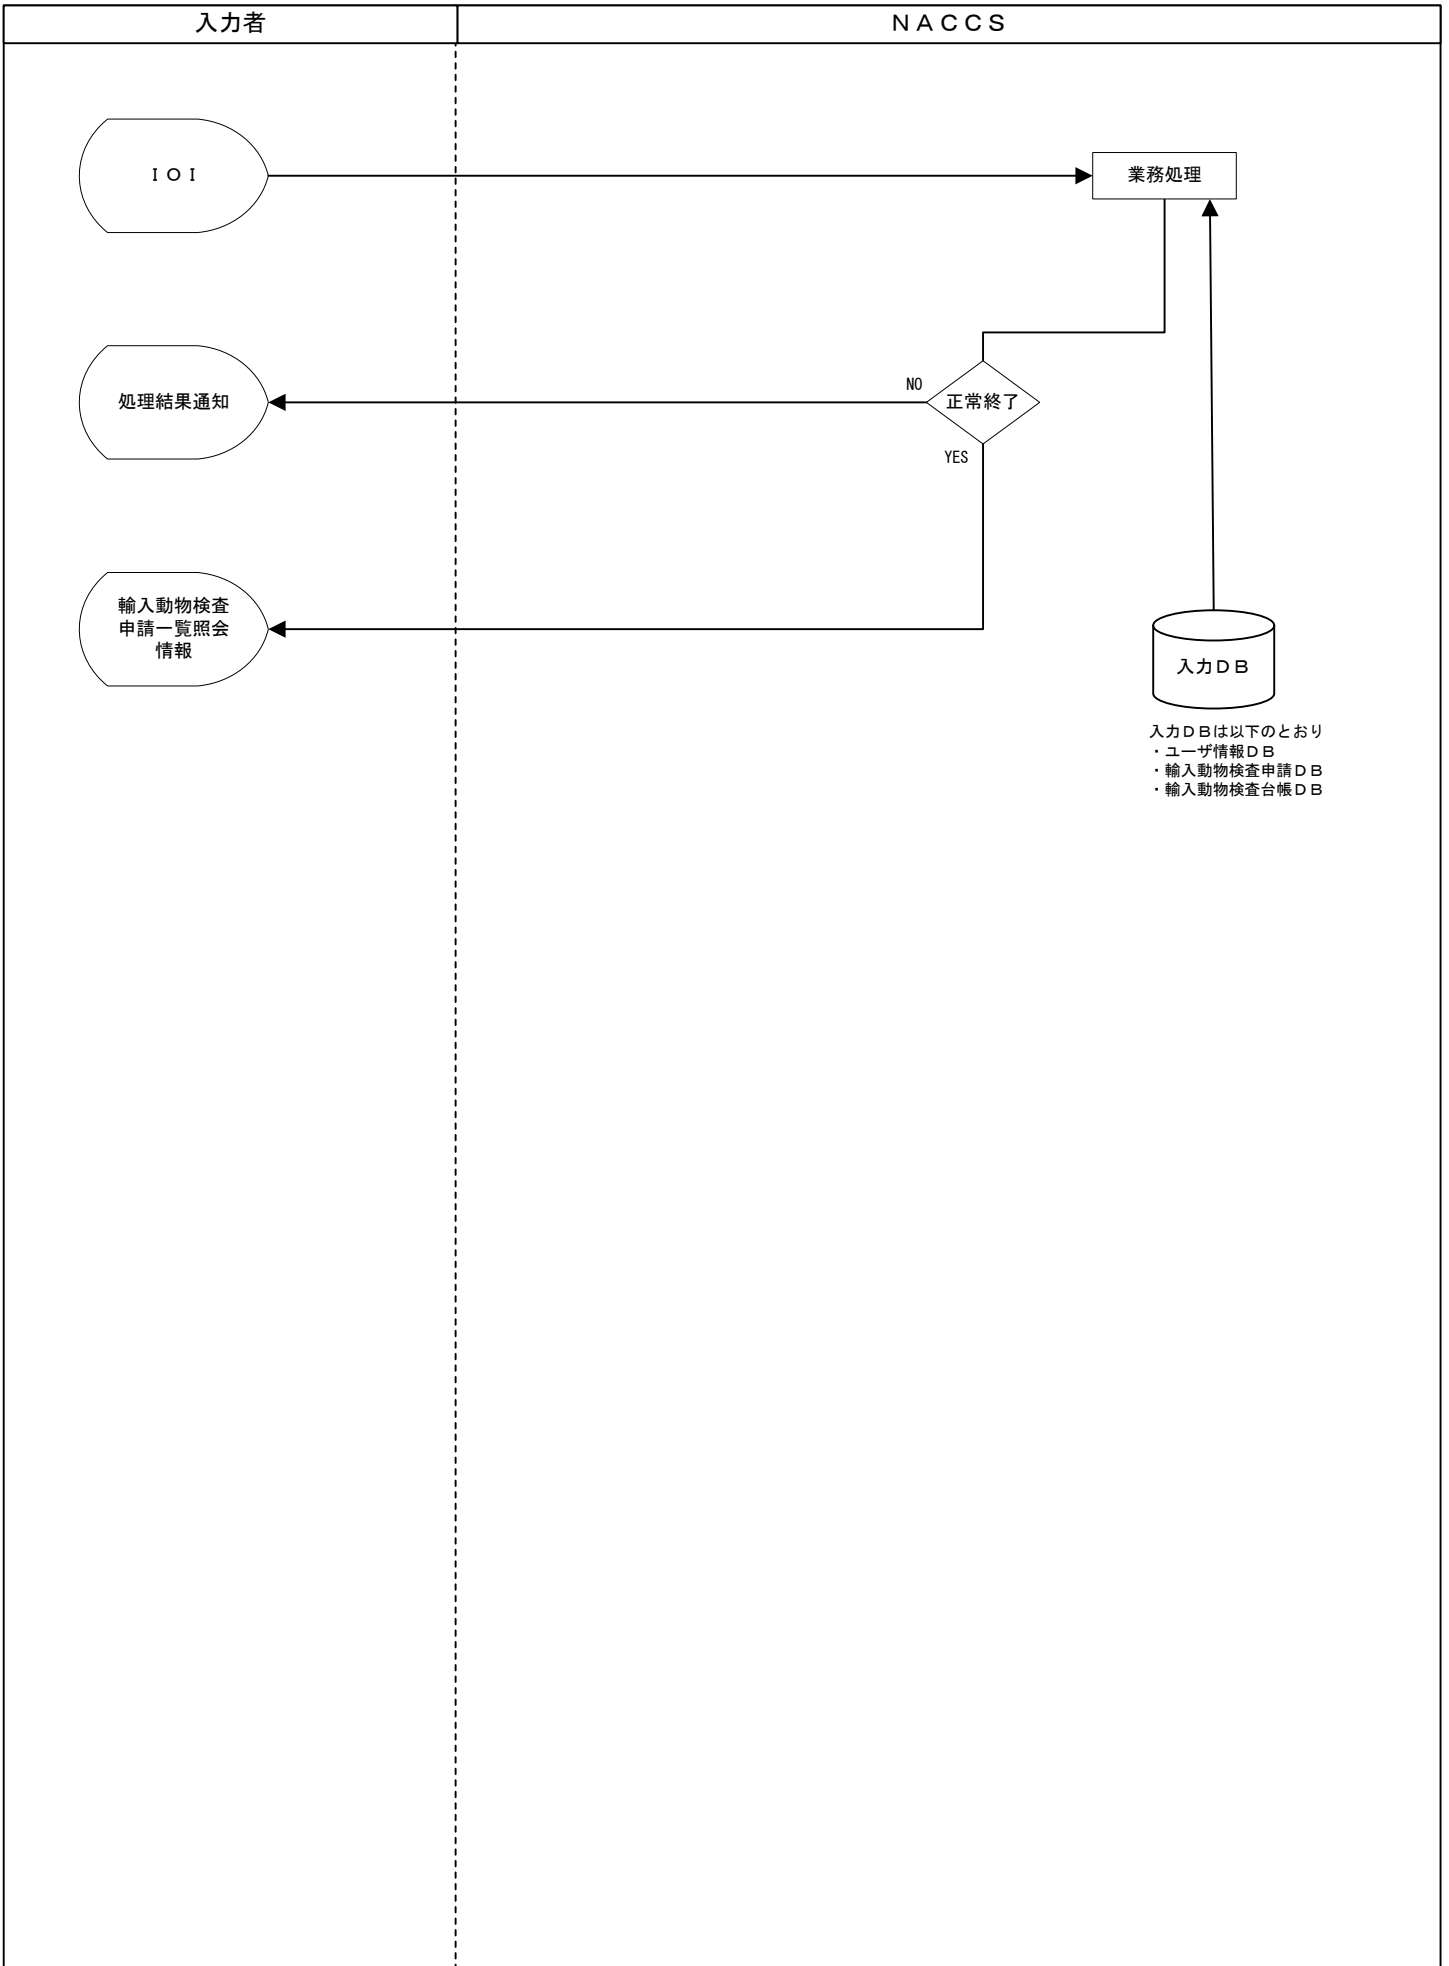 入力者
ＮＡＣＣＳ
ＩＯＩ
業務処理
処理結果通知
NO
正常終了
YES
輸入動物検査
申請一覧照会
情報
入力ＤＢ
入力ＤＢは以下のとおり
・ユーザ情報ＤＢ
・輸入動物検査申請ＤＢ
・輸入動物検査台帳ＤＢ